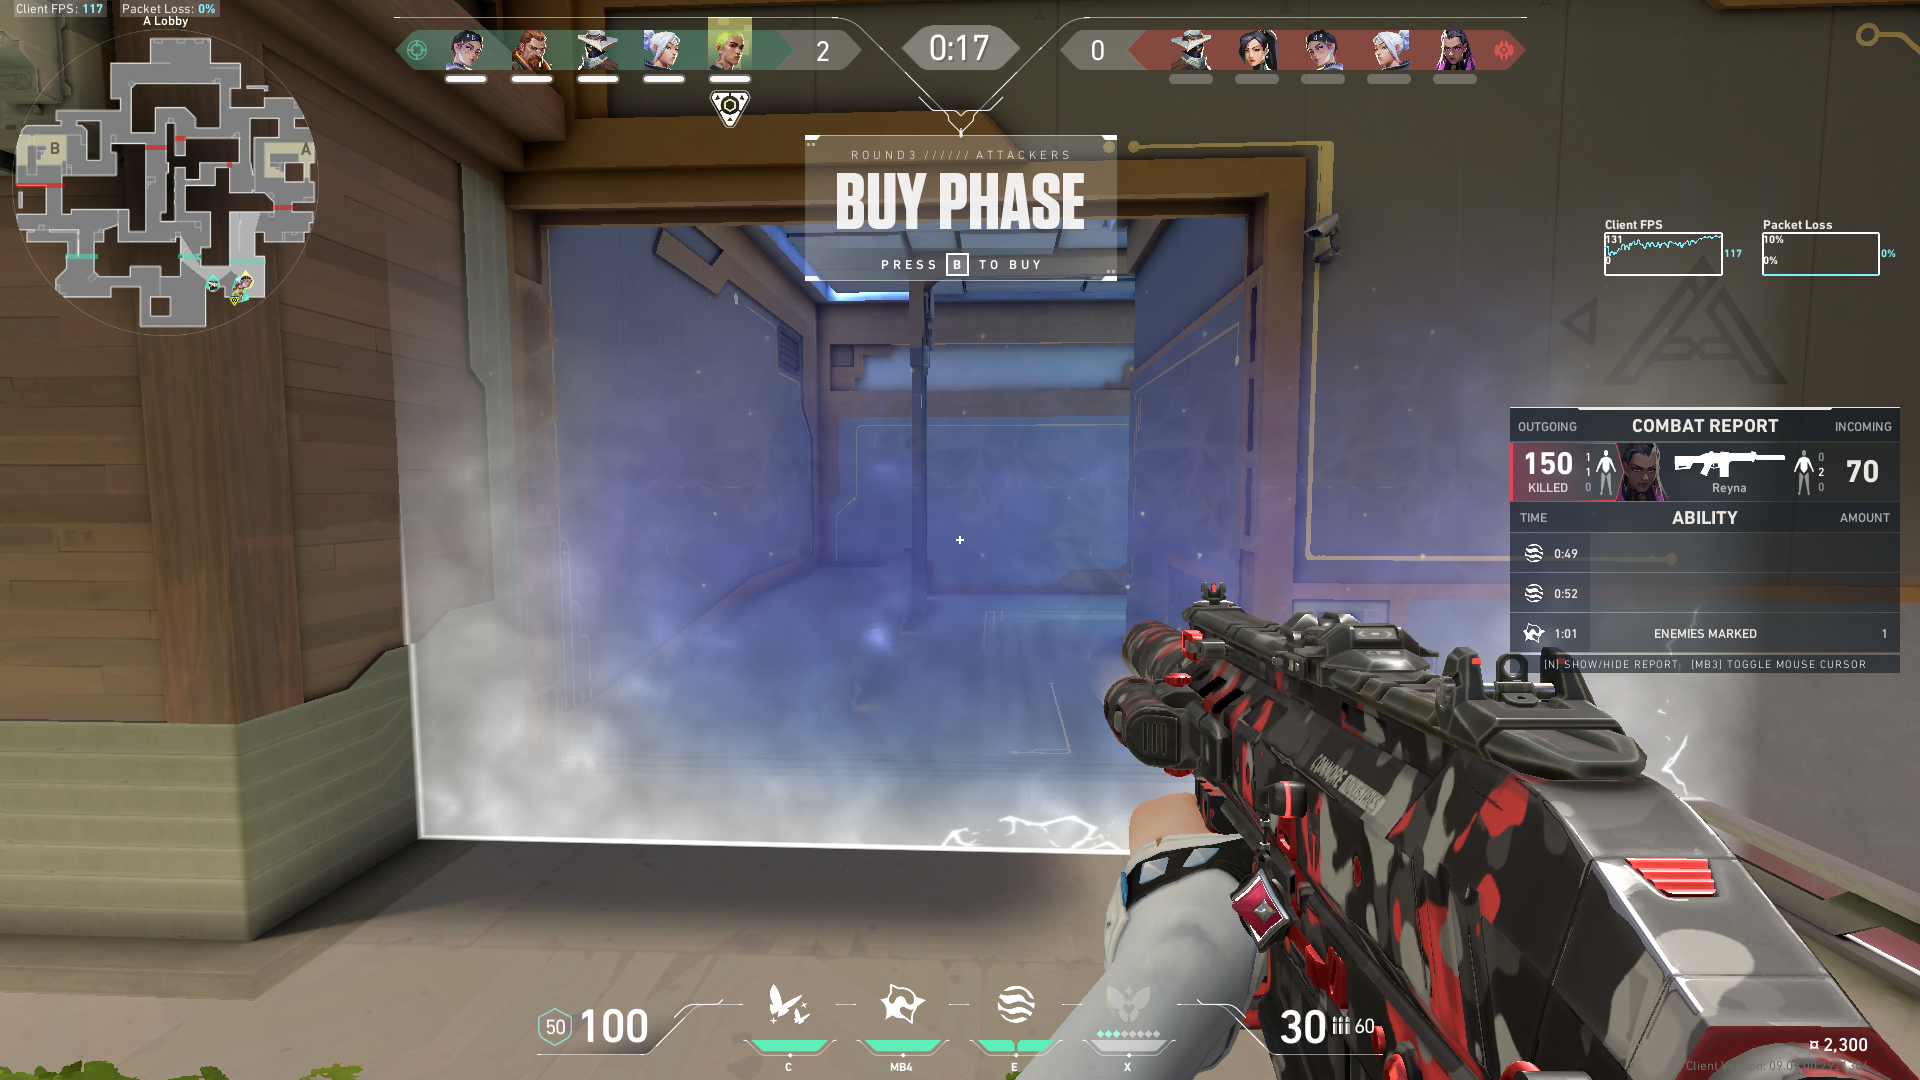 Client FPS: 117 Packet Loss: 0%
A Lobby
B
A
2
0:17
0
ROUND 3 ////// ATTACKERS
BUY PHASE
PRESS B TO BUY
Client FPS
131
0
117
Packet Loss
10%
0%
0%
OUTGOING COMBAT REPORT INCOMING
150
KILLED
1
1
0
Reyna
0
2
0
70
TIME ABILITY AMOUNT
0:49
0:52
1:01 ENEMIES MARKED 1
[N] SHOW/HIDE REPORT [MB3] TOGGLE MOUSE CURSOR
50 100
C
MB4
E
X
30 60
¤ 2,300